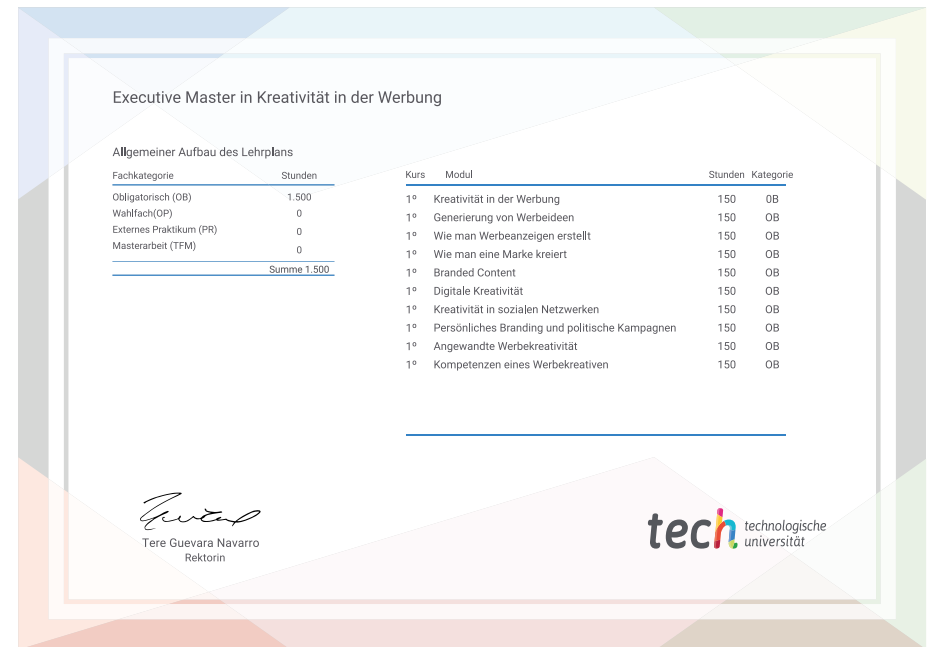 Executive Master in Kreativität in der Werbung
Allgemeiner Aufbau des Lehrplans
Fachkategorie Stunden
Obligatorisch (OB) 1.500
Wahlfach(OP) 0
Externes Praktikum (PR) 0
Masterarbeit (TFM) 0
Summe 1.500
Kurs Modul Stunden Kategorie
1º Kreativität in der Werbung 150 0B
1º Generierung von Werbeideen 150 OB
1º Wie man Werbeanzeigen erstellt 150 OB
1º Wie man eine Marke kreiert 150 OB
1º Branded Content 150 OB
1º Digitale Kreativität 150 OB
1º Kreativität in sozialen Netzwerken 150 OB
1º Persönliches Branding und politische Kampagnen 150 OB
1º Angewandte Werbekreativität 150 OB
1º Kompetenzen eines Werbekreativen 150 OB
Tere Guevara Navarro
Rektorin
tech technologische
universität